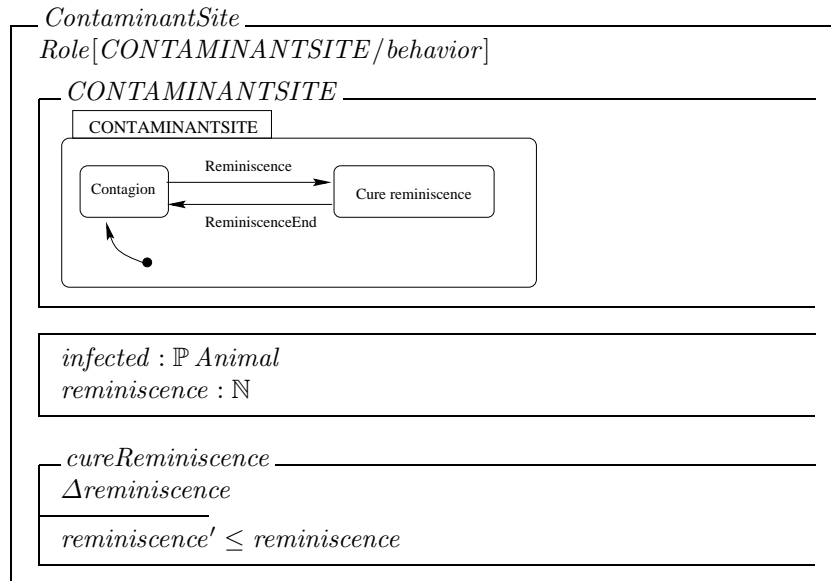 ContaminantSite
Role[CONTAMINANTSITE/behavior]
CONTAMINANTSITE
CONTAMINANTSITE
Reminiscence
Contagion
Cure reminiscence
ReminiscenceEnd
infected : ℙ Animal
reminiscence : ℕ
cureReminiscence
Δreminiscence
reminiscence′ ≤ reminiscence